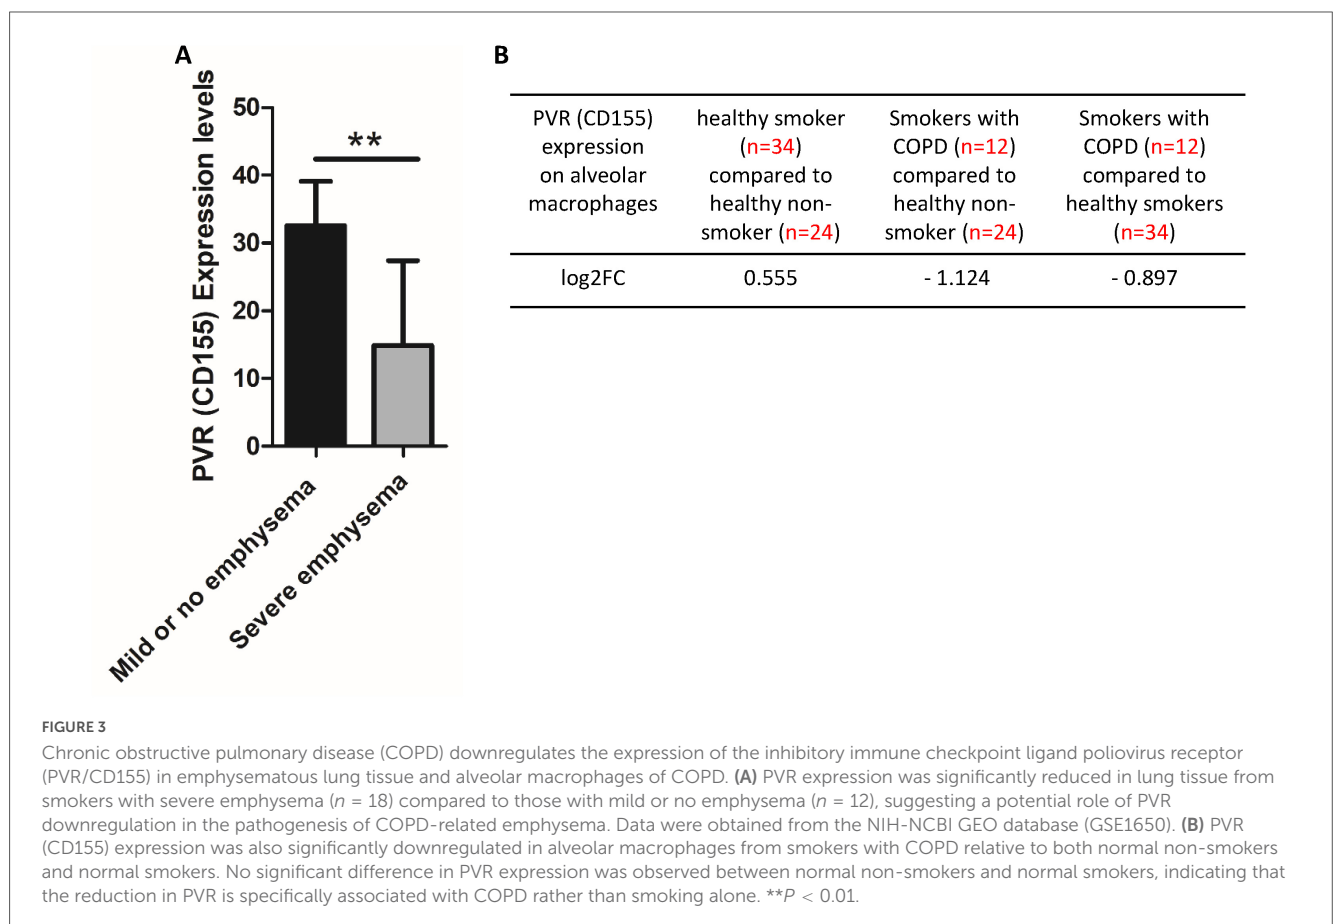 A
PVR (CD155) Expression levels
50
40
30
20
10
0
**
Mild or no emphysema
Severe emphysema
B
PVR (CD155)
expression
on alveolar
macrophages
healthy smoker
(n=34)
compared to
healthy non-
smoker (n=24)
Smokers with
COPD (n=12)
compared to
healthy non-
smoker (n=24)
Smokers with
COPD (n=12)
compared to
healthy smokers
(n=34)
log2FC
0.555
- 1.124
- 0.897
FIGURE 3
Chronic obstructive pulmonary disease (COPD) downregulates the expression of the inhibitory immune checkpoint ligand poliovirus receptor
(PVR/CD155) in emphysematous lung tissue and alveolar macrophages of COPD. (A) PVR expression was significantly reduced in lung tissue from
smokers with severe emphysema (n = 18) compared to those with mild or no emphysema (n = 12), suggesting a potential role of PVR
downregulation in the pathogenesis of COPD-related emphysema. Data were obtained from the NIH-NCBI GEO database (GSE1650). (B) PVR
(CD155) expression was also significantly downregulated in alveolar macrophages from smokers with COPD relative to both normal non-smokers
and normal smokers. No significant difference in PVR expression was observed between normal non-smokers and normal smokers, indicating that
the reduction in PVR is specifically associated with COPD rather than smoking alone. **P < 0.01.